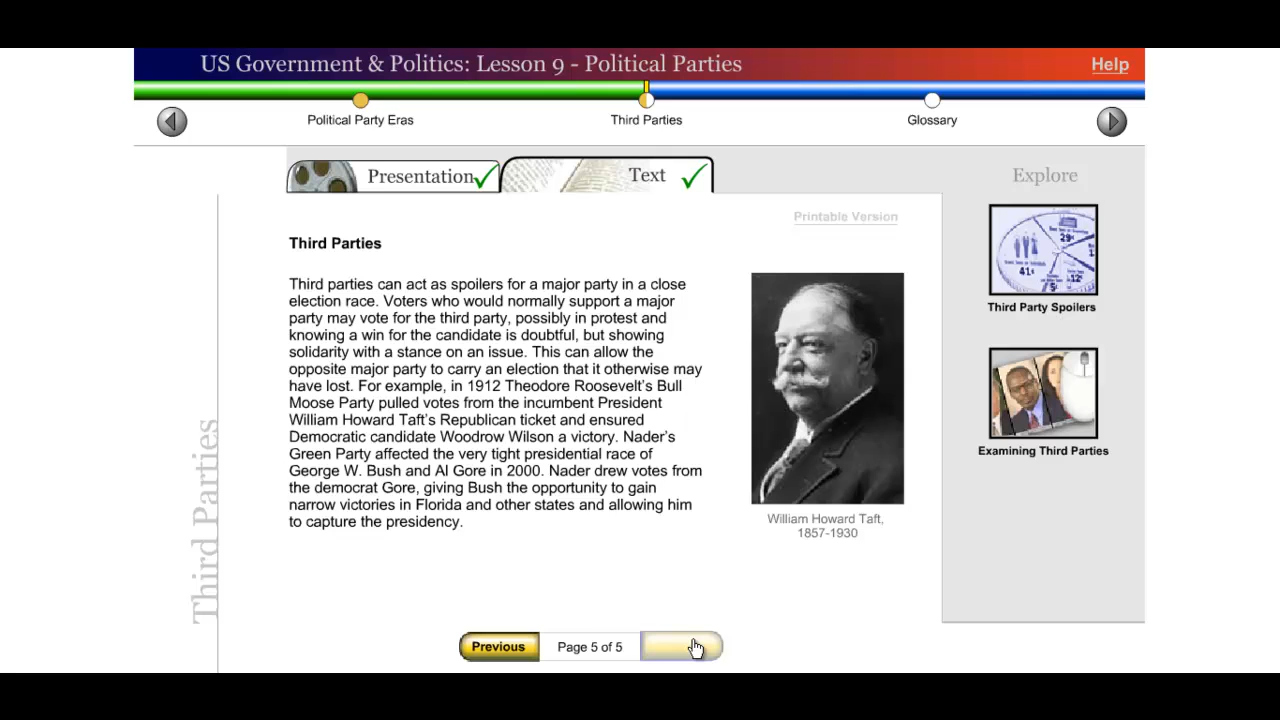 US Government & Politics: Lesson 9 - Political Parties
Help
Political Party Eras
Third Parties
Glossary
Presentation
Text
Explore
Printable Version
Third Parties
Third parties can act as spoilers for a major party in a close
election race. Voters who would normally support a major
party may vote for the third party, possibly in protest and
knowing a win for the candidate is doubtful, but showing
solidarity with a stance on an issue. This can allow the
opposite major party to carry an election that it otherwise may
have lost. For example, in 1912 Theodore Roosevelt's Bull
Moose Party pulled votes from the incumbent President
William Howard Taft's Republican ticket and ensured
Democratic candidate Woodrow Wilson a victory. Nader's
Green Party affected the very tight presidential race of
George W. Bush and Al Gore in 2000. Nader drew votes from
the democrat Gore, giving Bush the opportunity to gain
narrow victories in Florida and other states and allowing him
to capture the presidency.
William Howard Taft,
1857-1930
29¢
41¢
12¢
5¢
Third Party Spoilers
Examining Third Parties
Third Parties
Previous
Page 5 of 5